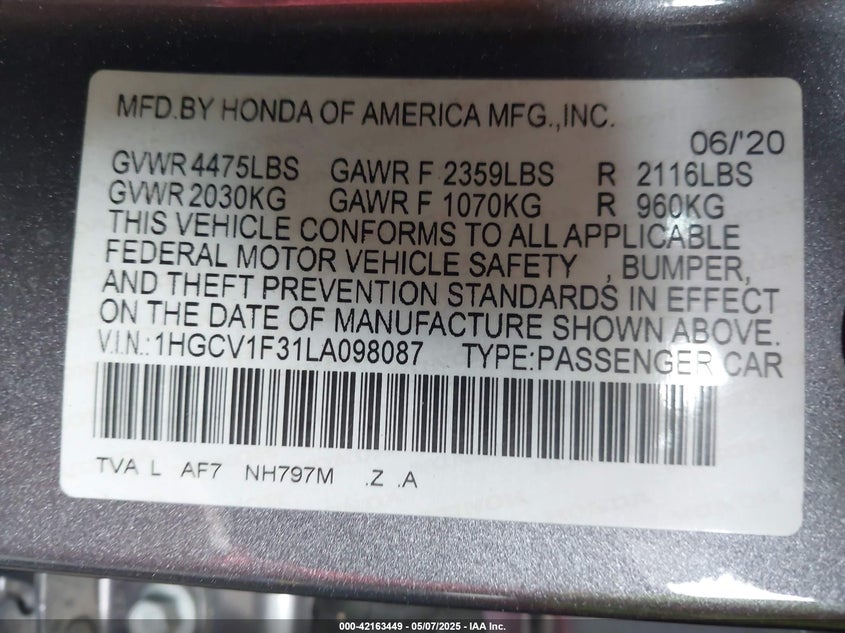 MFD.BY HONDA OF AMERICA MFG.,INC.
06/'20
GVWR 4475LBS GAWR F 2359LBS R 2116LBS
GVWR 2030KG GAWR F 1070KG R 960KG
THIS VEHICLE CONFORMS TO ALL APPLICABLE
FEDERAL MOTOR VEHICLE SAFETY , BUMPER,
AND THEFT PREVENTION STANDARDS IN EFFECT
ON THE DATE OF MANUFACTURE SHOWN ABOVE.
V.I.N.: 1HGCV1F31LA098087 TYPE:PASSENGER CAR
TVA L AF7 NH797M .Z .A
000-42163449 - 05/07/2025 - IAA Inc.